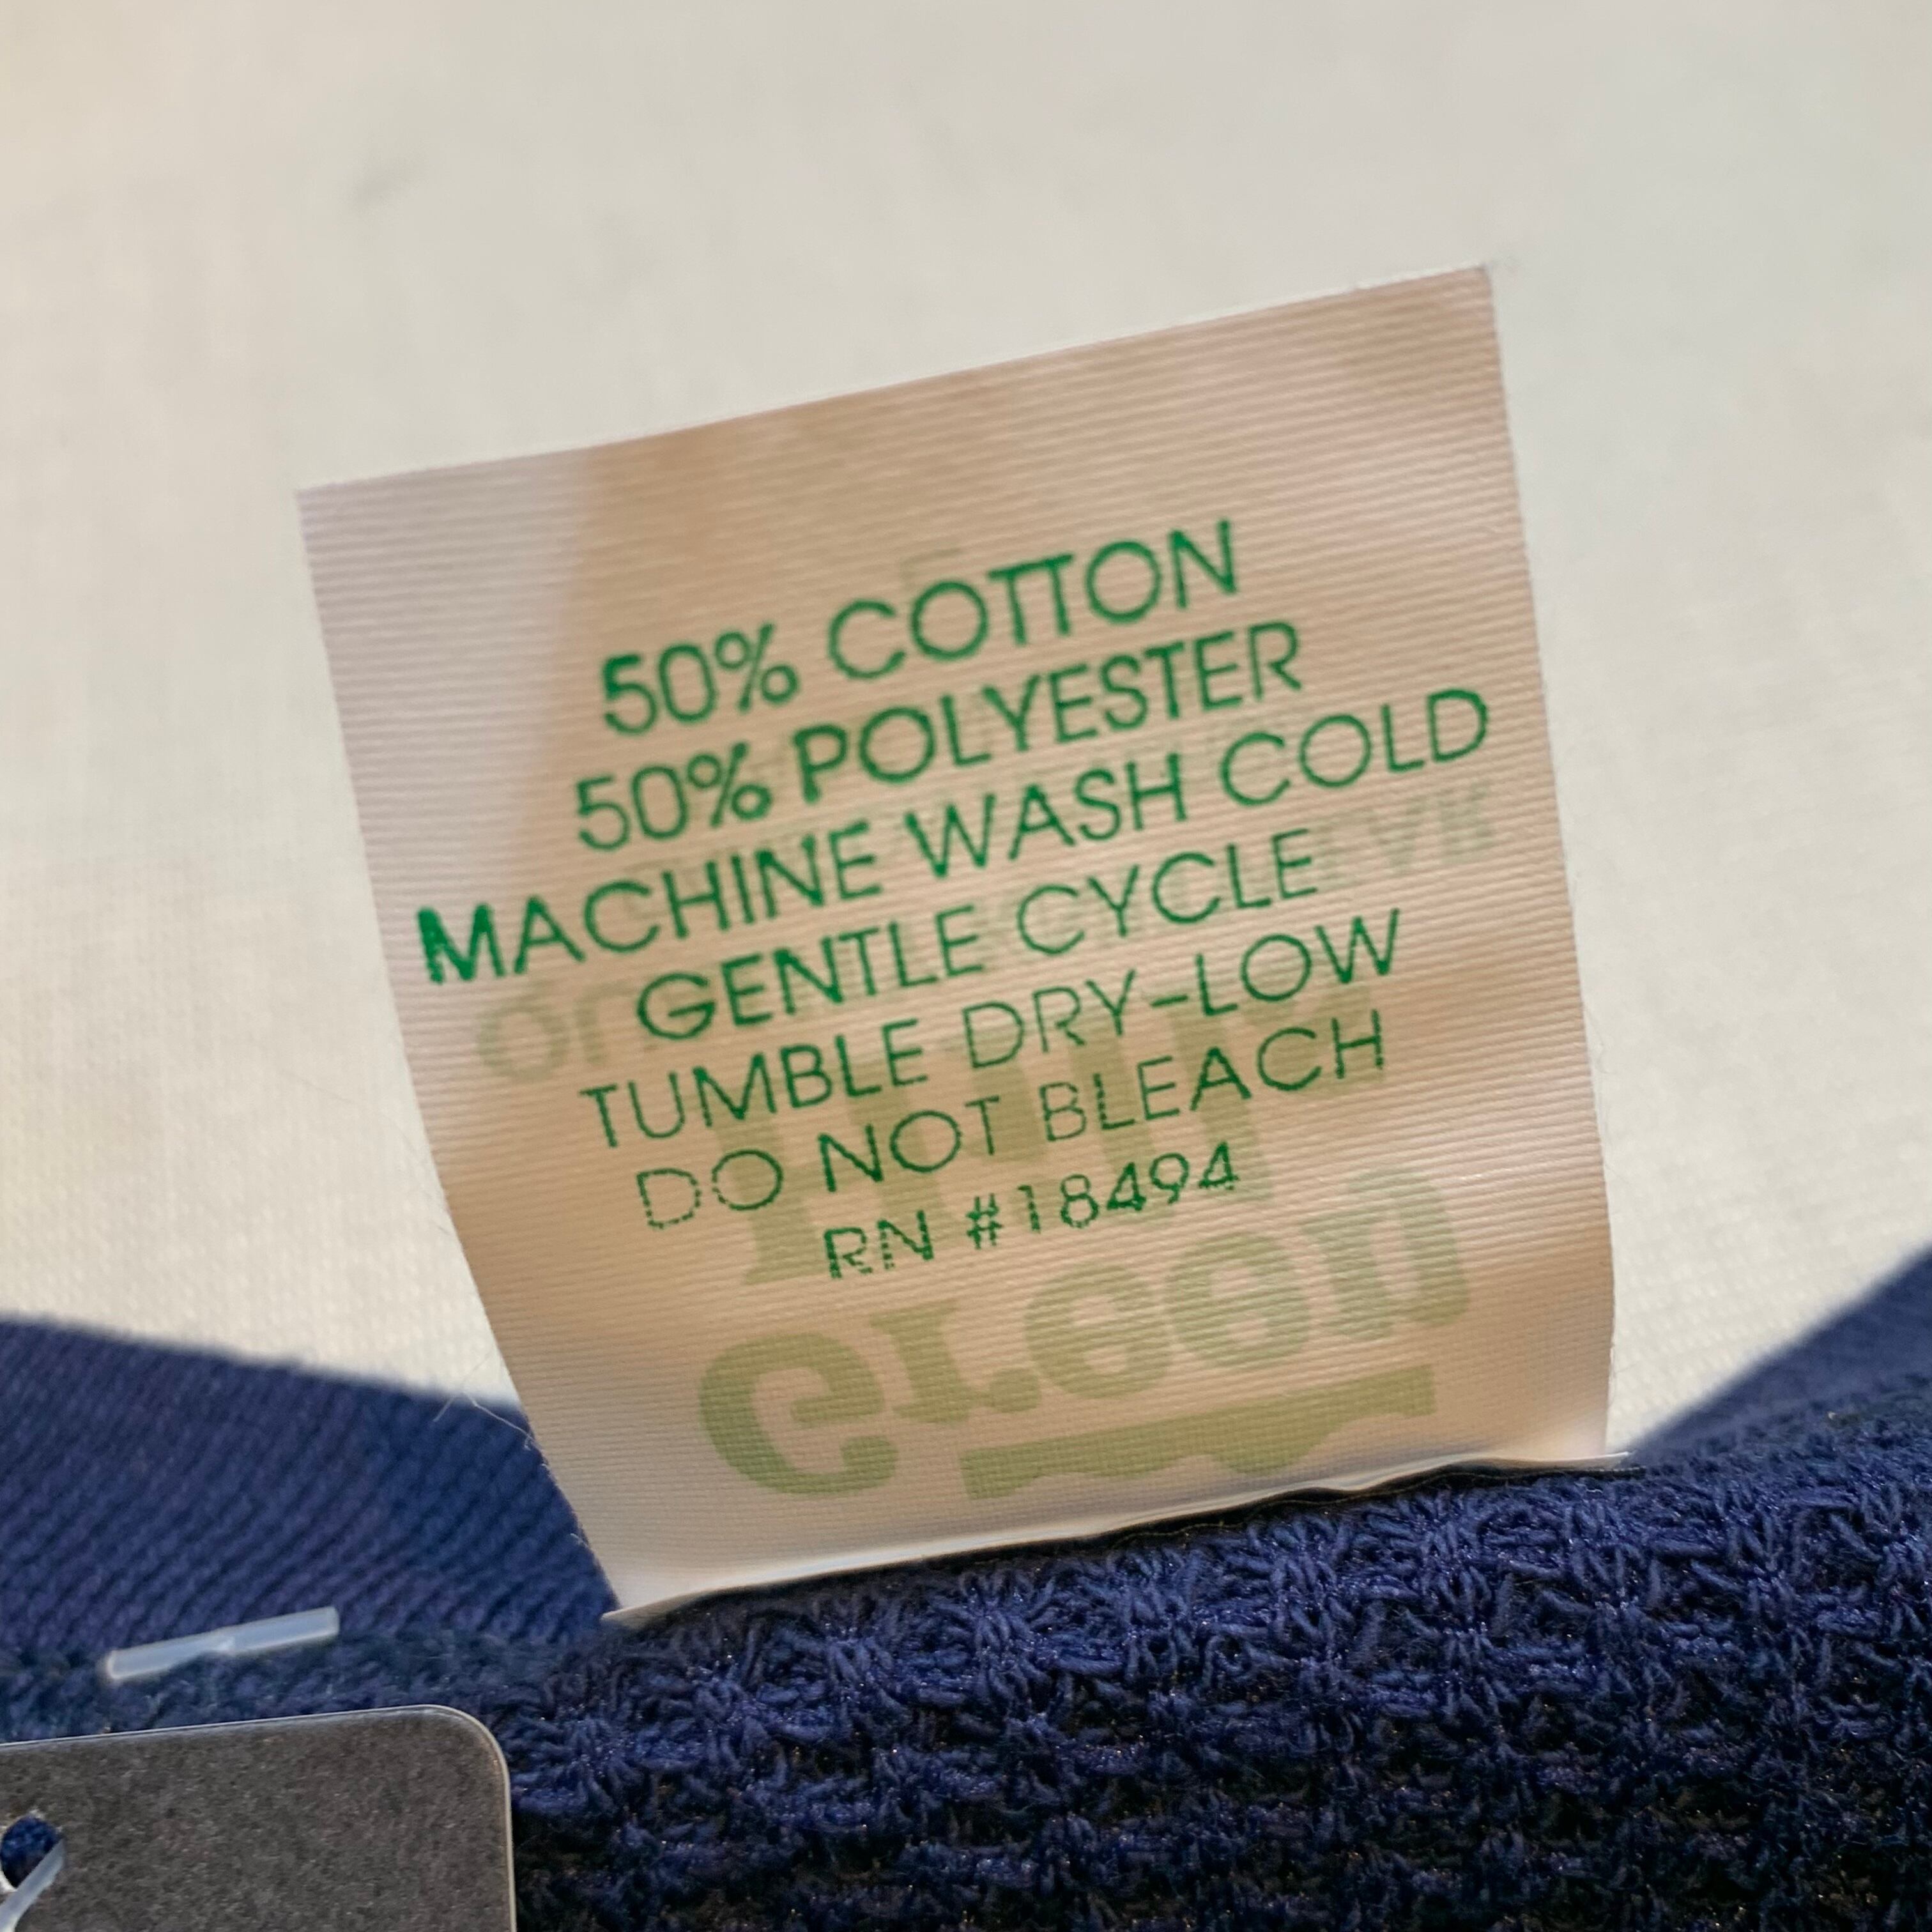 50% COTTON
50% POLYESTER
MACHINE WASH COLD
GENTLE CYCLE
TUMBLE DRY-LOW
DO NOT BLEACH
RN #18494